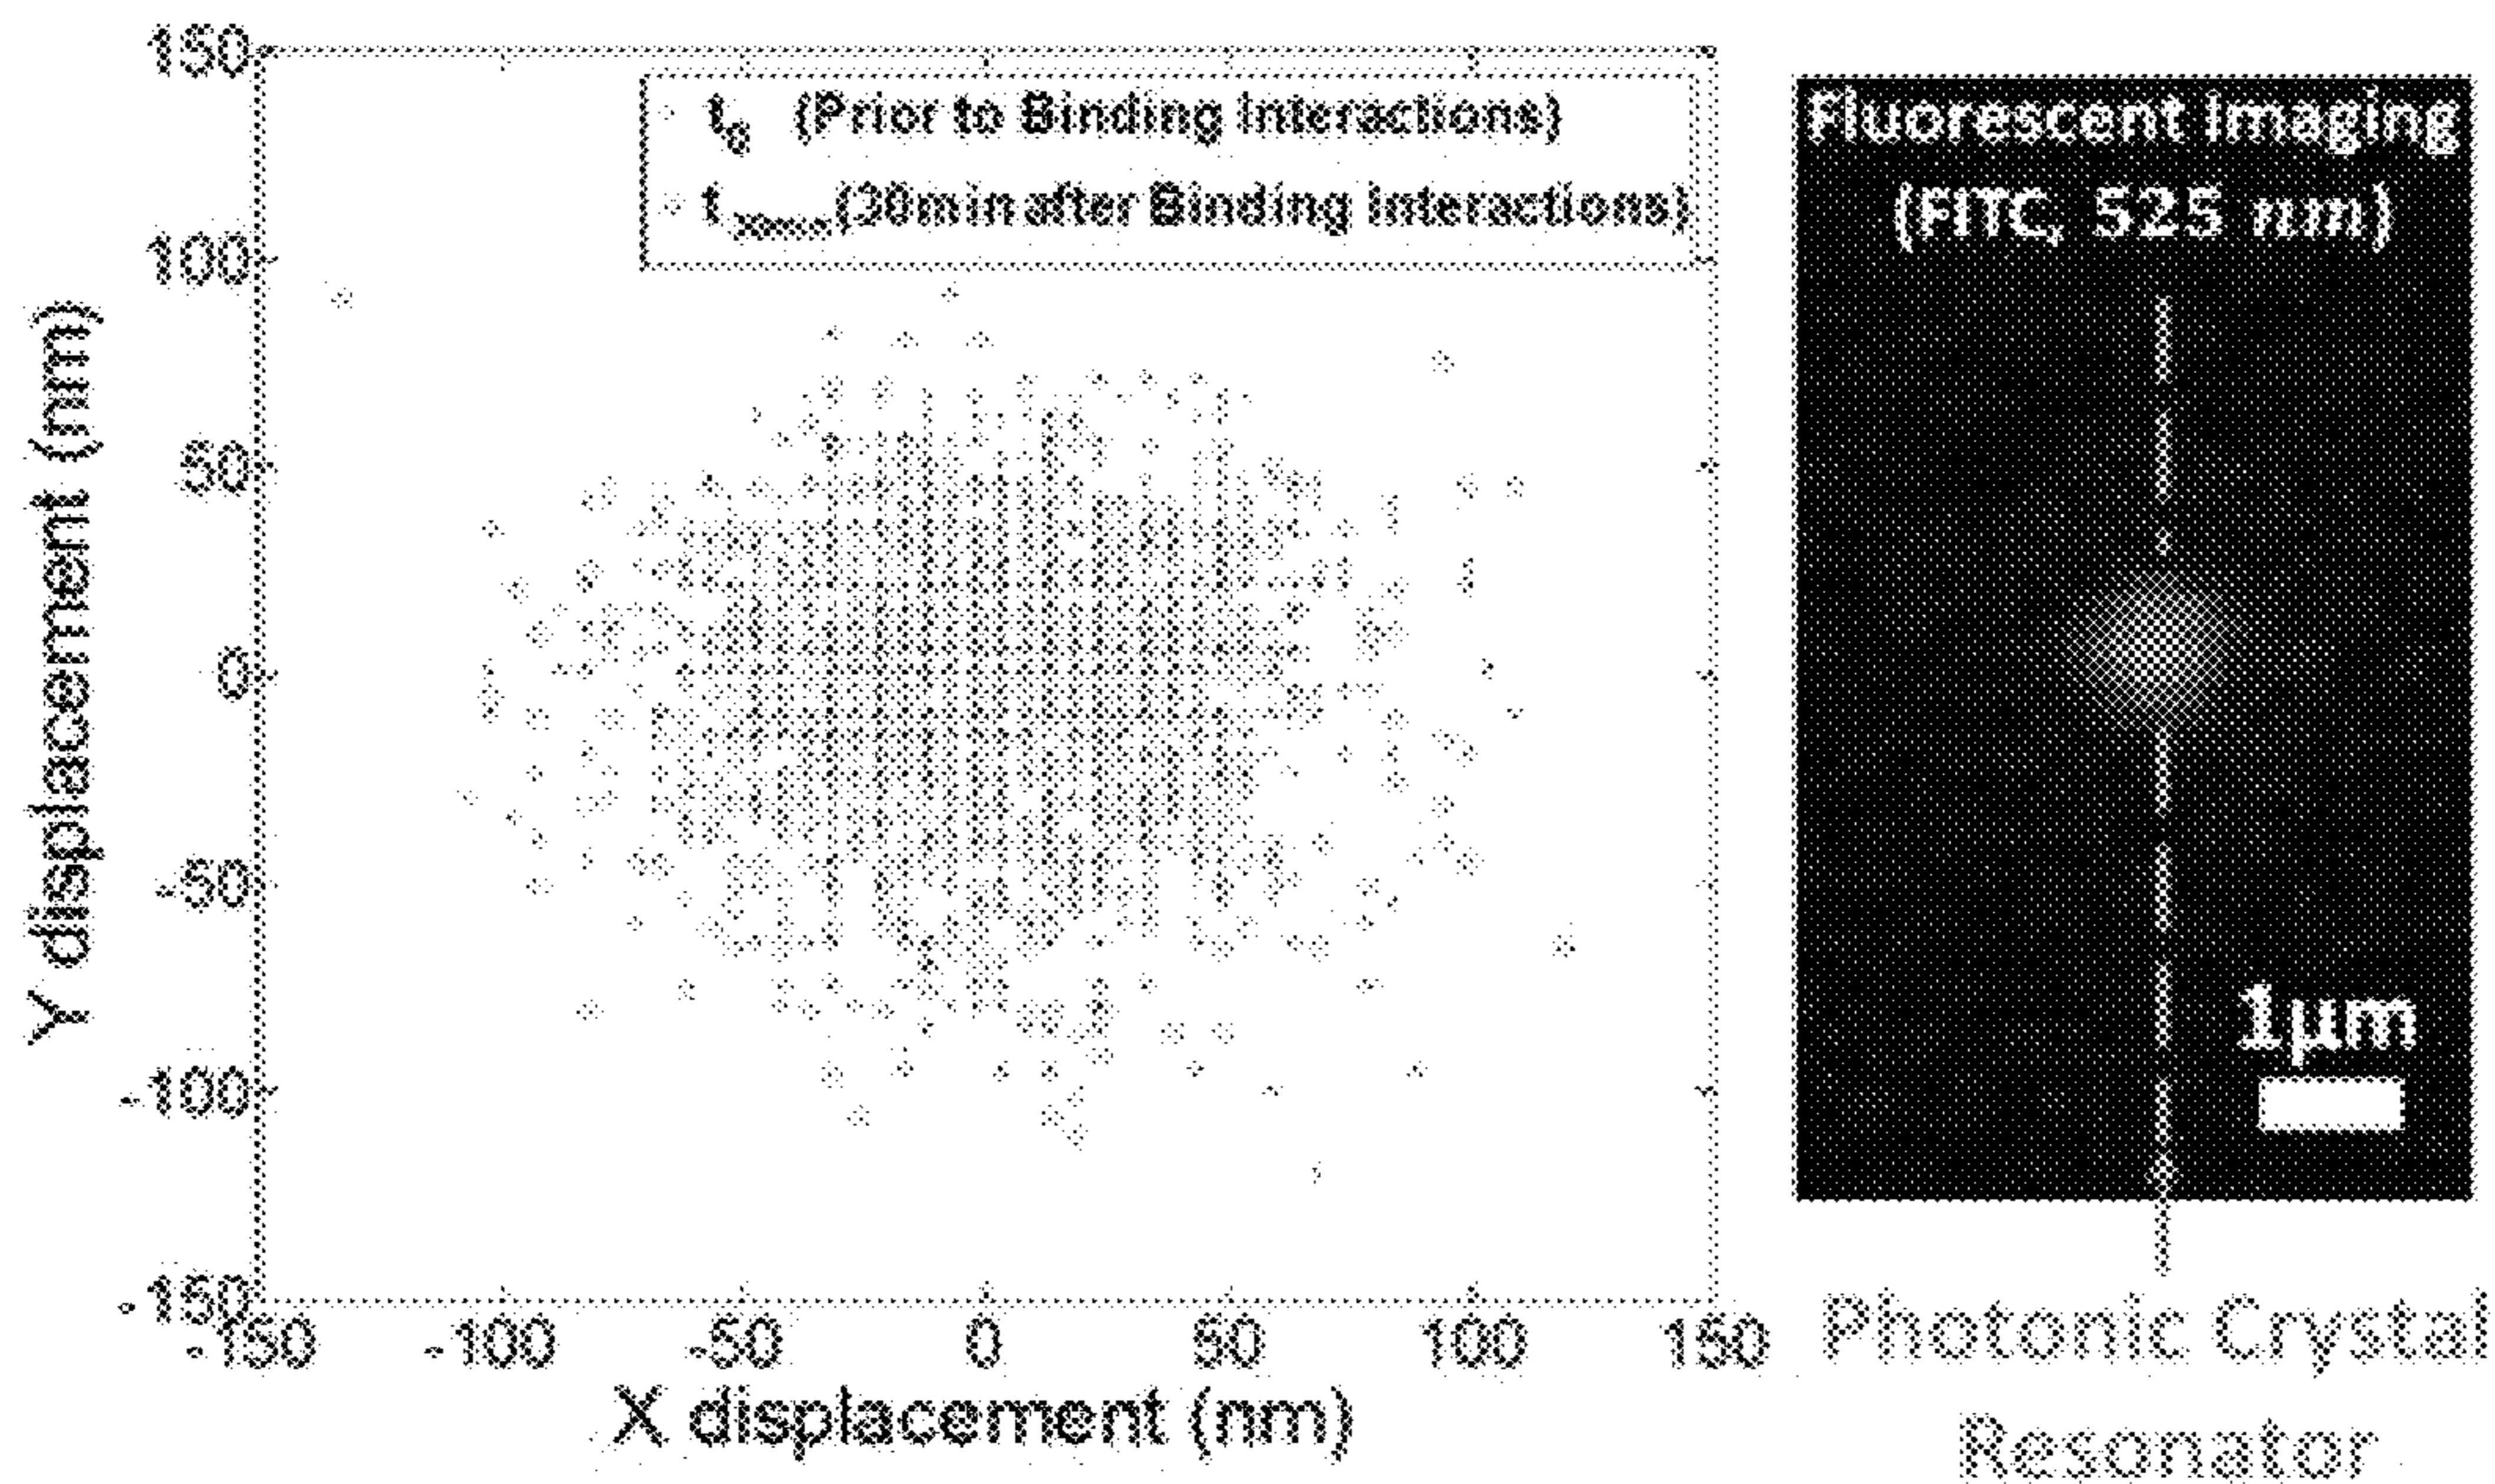 150
100
50
0
-50
-100
-150
Y displacement (nm)
t0 (Prior to Binding Interactions)
t (30min after Binding Interactions)
-150 -100 -50 0 50 100 150
X displacement (nm)
Fluorescent Imaging
(FITC, 525 nm)
1μm
Photonic Crystal
Resonator